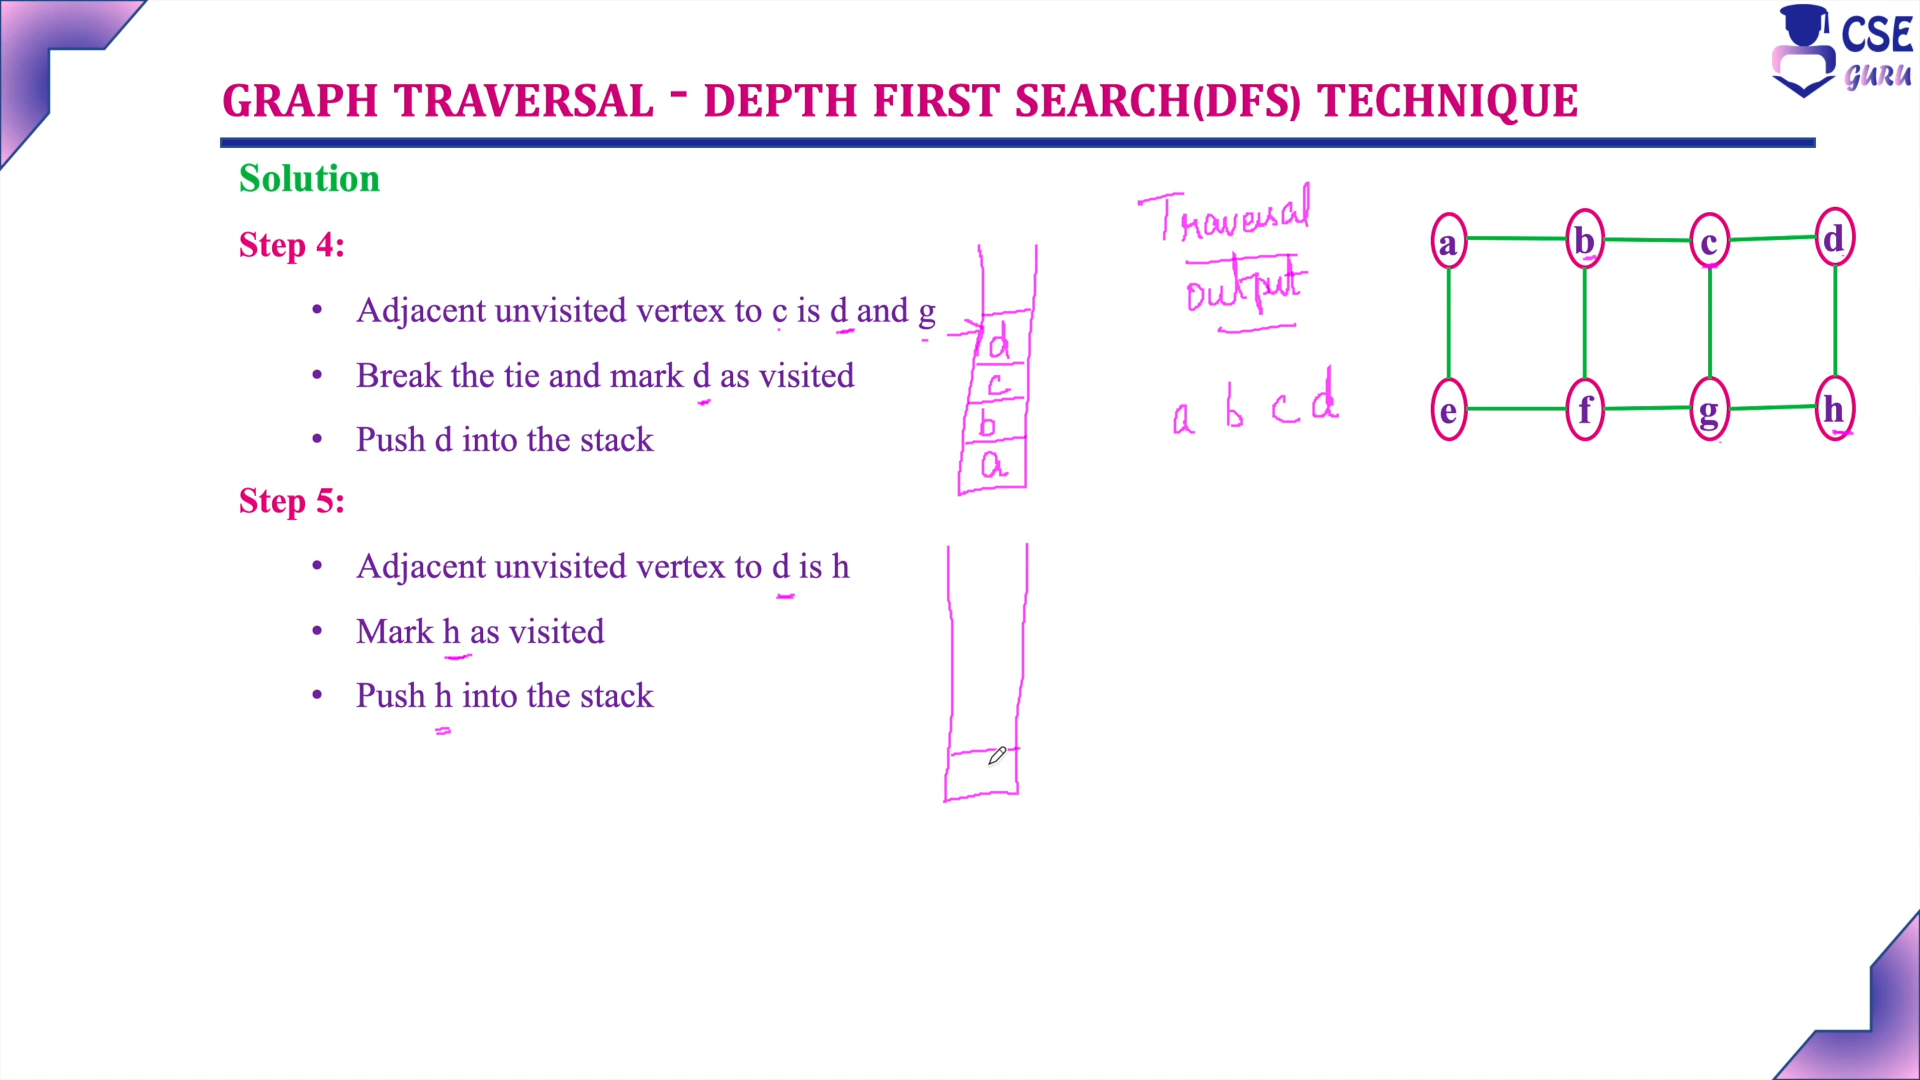 CSE
GURU
GRAPH TRAVERSAL - DEPTH FIRST SEARCH(DFS) TECHNIQUE
Solution
Step 4:
• Adjacent unvisited vertex to c is d and g
• Break the tie and mark d as visited
• Push d into the stack
Step 5:
• Adjacent unvisited vertex to d is h
• Mark h as visited
• Push h into the stack
d
c
b
a
Traversal
output
a b c d
a b c d
e f g h